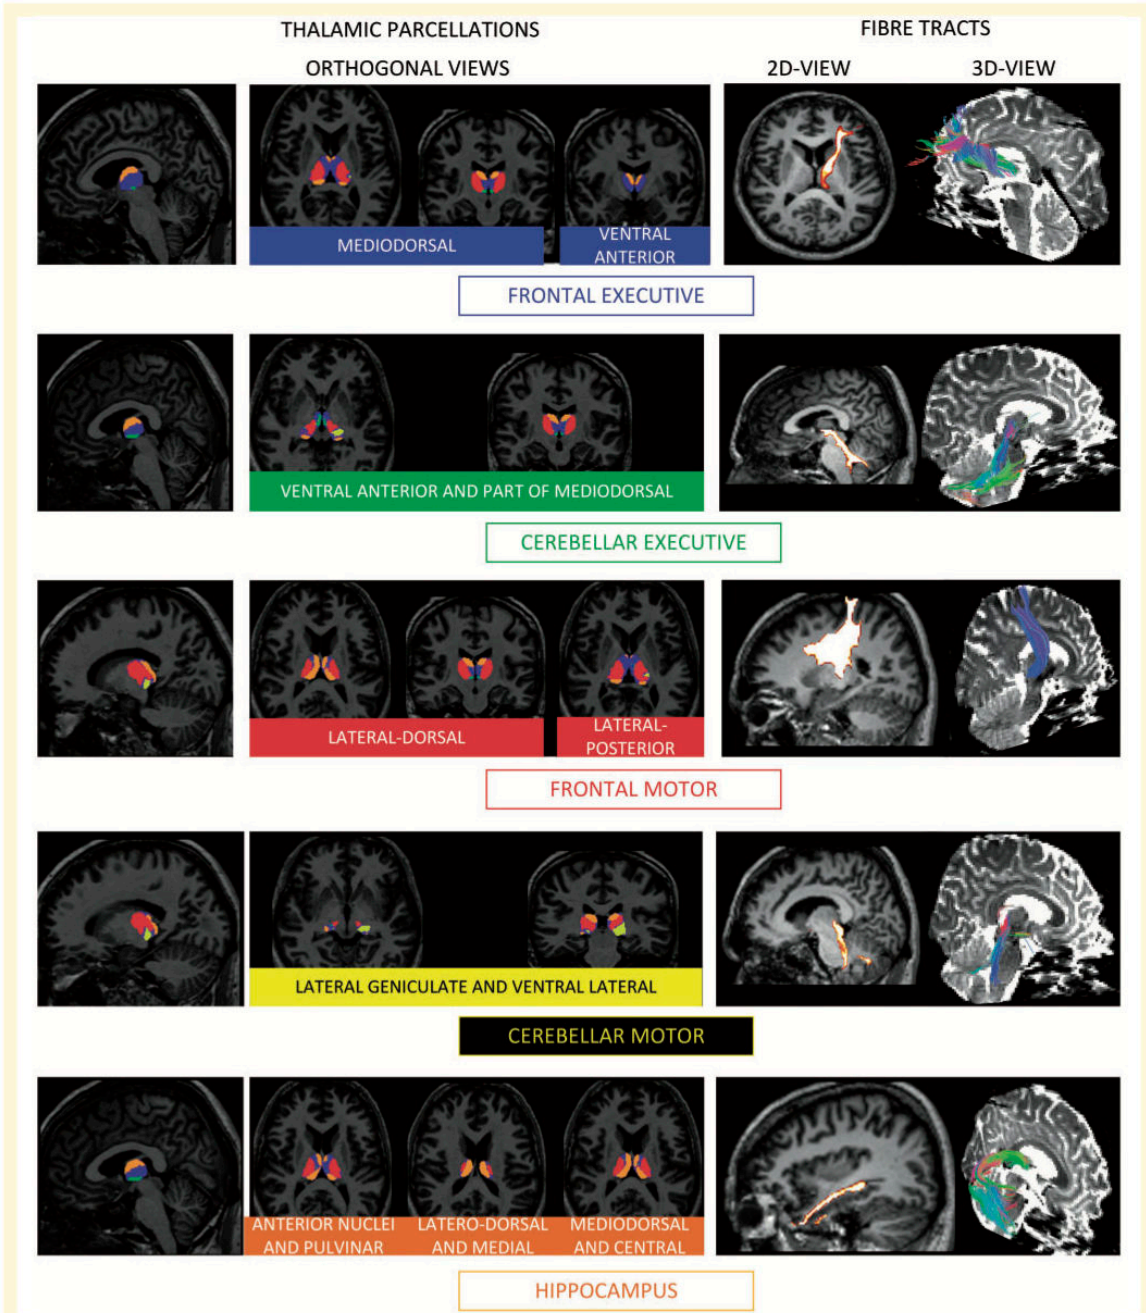 THALAMIC PARCELLATIONS
FIBRE TRACTS
ORTHOGONAL VIEWS
2D-VIEW
3D-VIEW
MEDIODORSAL
VENTRAL
ANTERIOR
FRONTAL EXECUTIVE
VENTRAL ANTERIOR AND PART OF MEDIODORSAL
CEREBELLAR EXECUTIVE
LATERAL-DORSAL
LATERAL-
POSTERIOR
FRONTAL MOTOR
LATERAL GENICULATE AND VENTRAL LATERAL
CEREBELLAR MOTOR
ANTERIOR NUCLEI
AND PULVINAR
LATERO-DORSAL
AND MEDIAL
MEDIODORSAL
AND CENTRAL
HIPPOCAMPUS